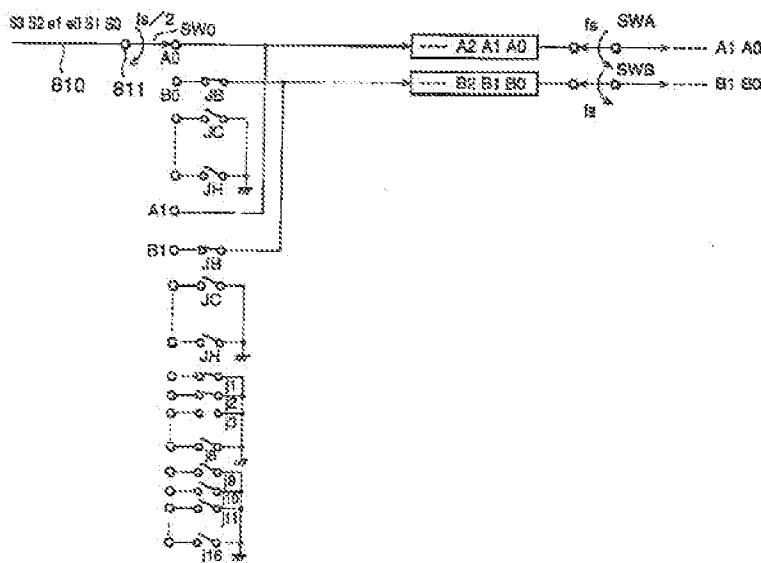 S3 S2 e1 e0 S1 S0
fs/2
SW0
810
811
A0
B0 JB
JC
JH
A1
B1
JB
JC
JH
j1
j2
j3
j8
j9
j10
j11
j16
---- A2 A1 A0
---- B2 B1 B0
fs SWA
---- A1 A0
SWB
---- B1 B0
fs